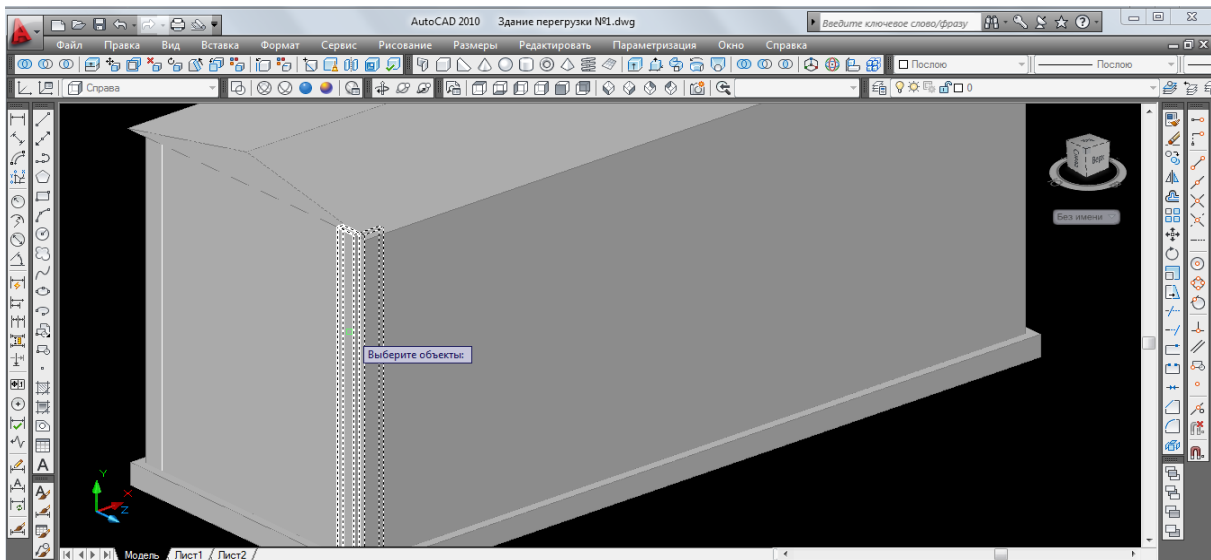 AutoCAD 2010 Здание перегрузки №1.dwg
Введите ключевое слово/фразу
Файл Правка Вид Вставка Формат Сервис Рисование Размеры Редактировать Параметризация Окно Справка
Послою Послою
Справа 0
Верх
Без имени
Выберите объекты:
Y
X
Z
Модель Лист1 Лист2